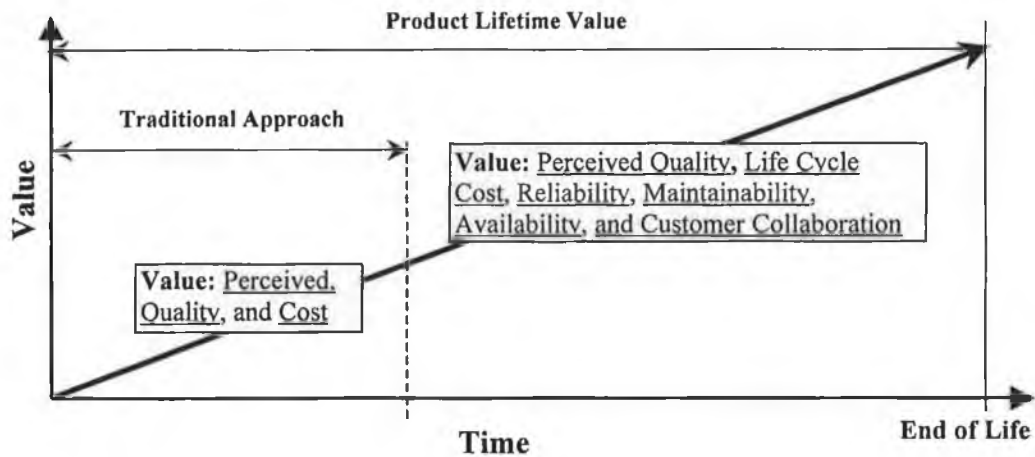 Product Lifetime Value
Traditional Approach
Value: Perceived Quality, Life Cycle
Cost, Reliability, Maintainability,
Availability, and Customer Collaboration
Value: Perceived,
Quality, and Cost
Value
Time
End of Life